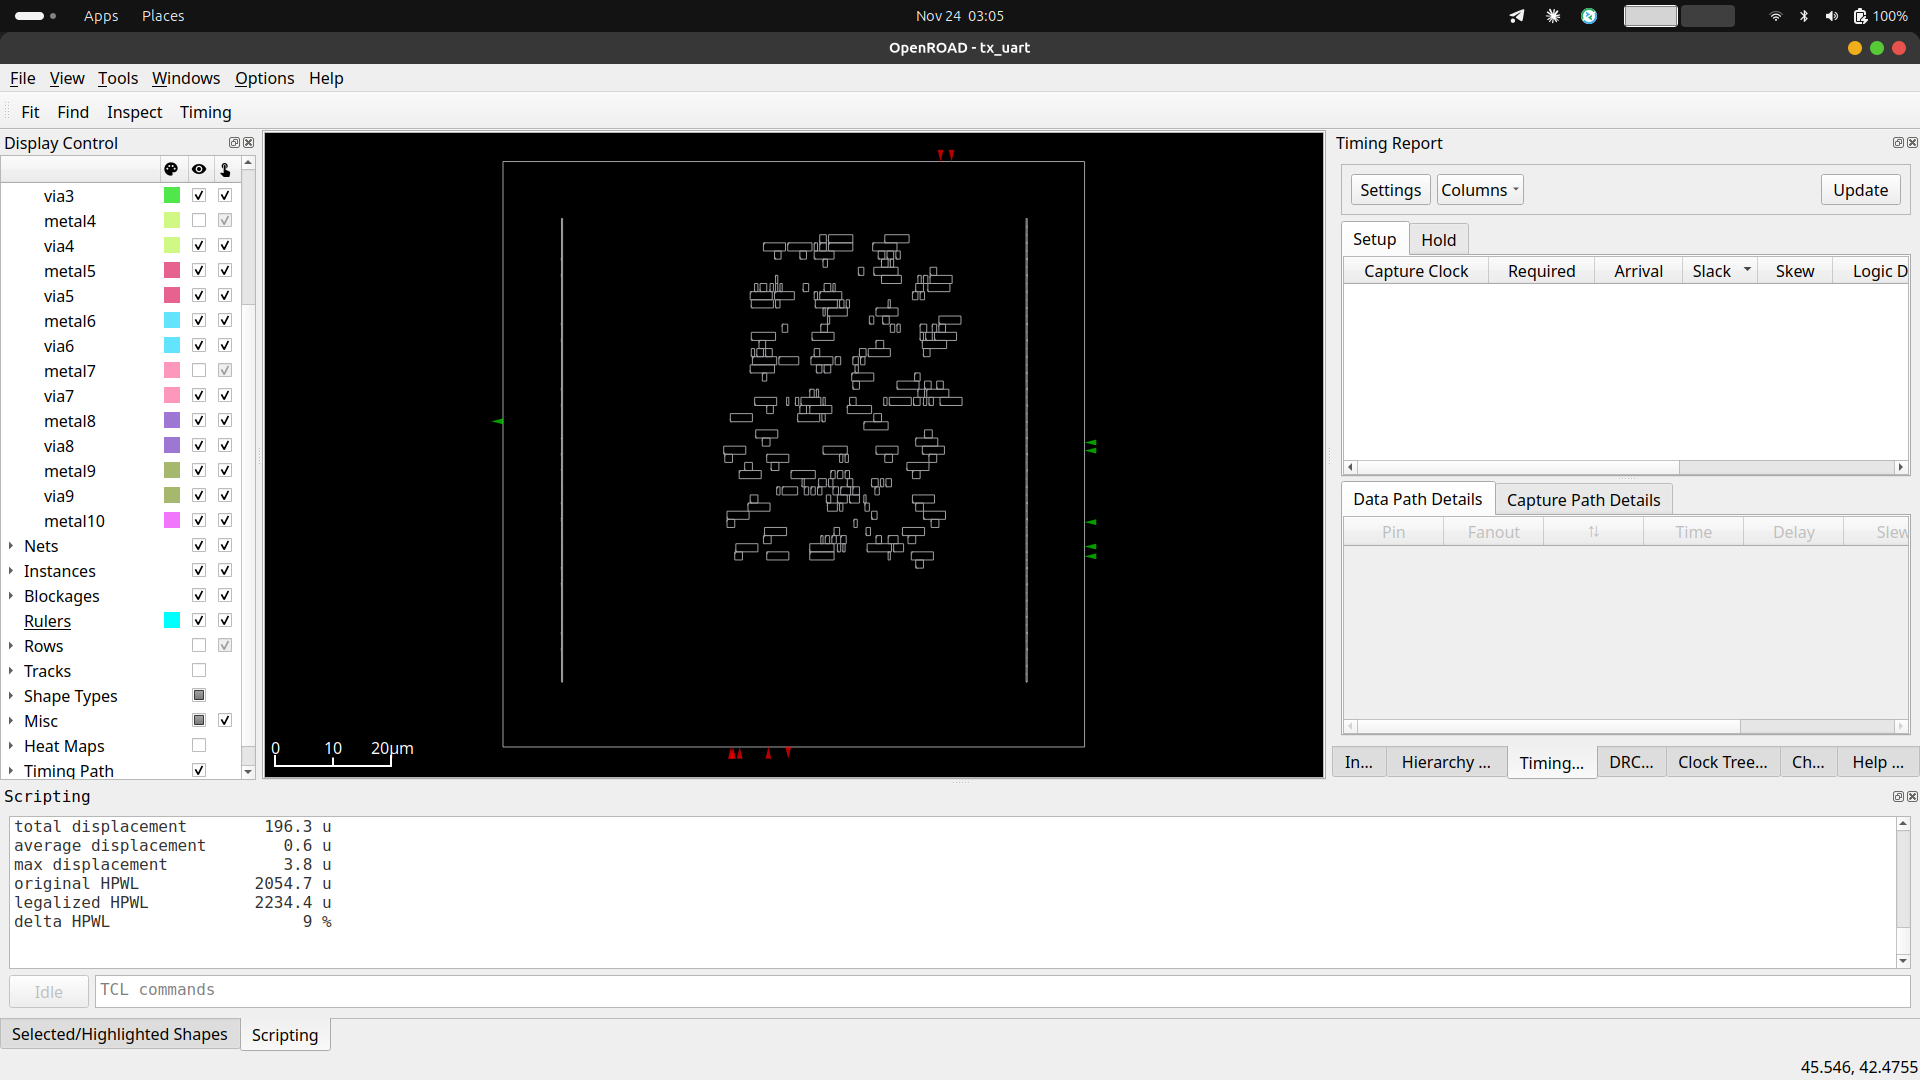 Apps Places Nov 24 03:05 100%
OpenROAD - tx_uart
File View Tools Windows Options Help
Fit Find Inspect Timing
Display Control
via3
metal4
via4
metal5
via5
metal6
via6
metal7
via7
metal8
via8
metal9
via9
metal10
Nets
Instances
Blockages
Rulers
Rows
Tracks
Shape Types
Misc
Heat Maps
Timing Path
0 10 20μm
Timing Report
Settings Columns Update
Setup Hold
Capture Clock Required Arrival Slack Skew Logic D
Data Path Details Capture Path Details
Pin Fanout ⇅ Time Delay Slew
In... Hierarchy ... Timing... DRC... Clock Tree... Ch... Help ...
Scripting
total displacement 196.3 u
average displacement 0.6 u
max displacement 3.8 u
original HPWL 2054.7 u
legalized HPWL 2234.4 u
delta HPWL 9 %
Idle TCL commands
Selected/Highlighted Shapes Scripting
45.546, 42.4755